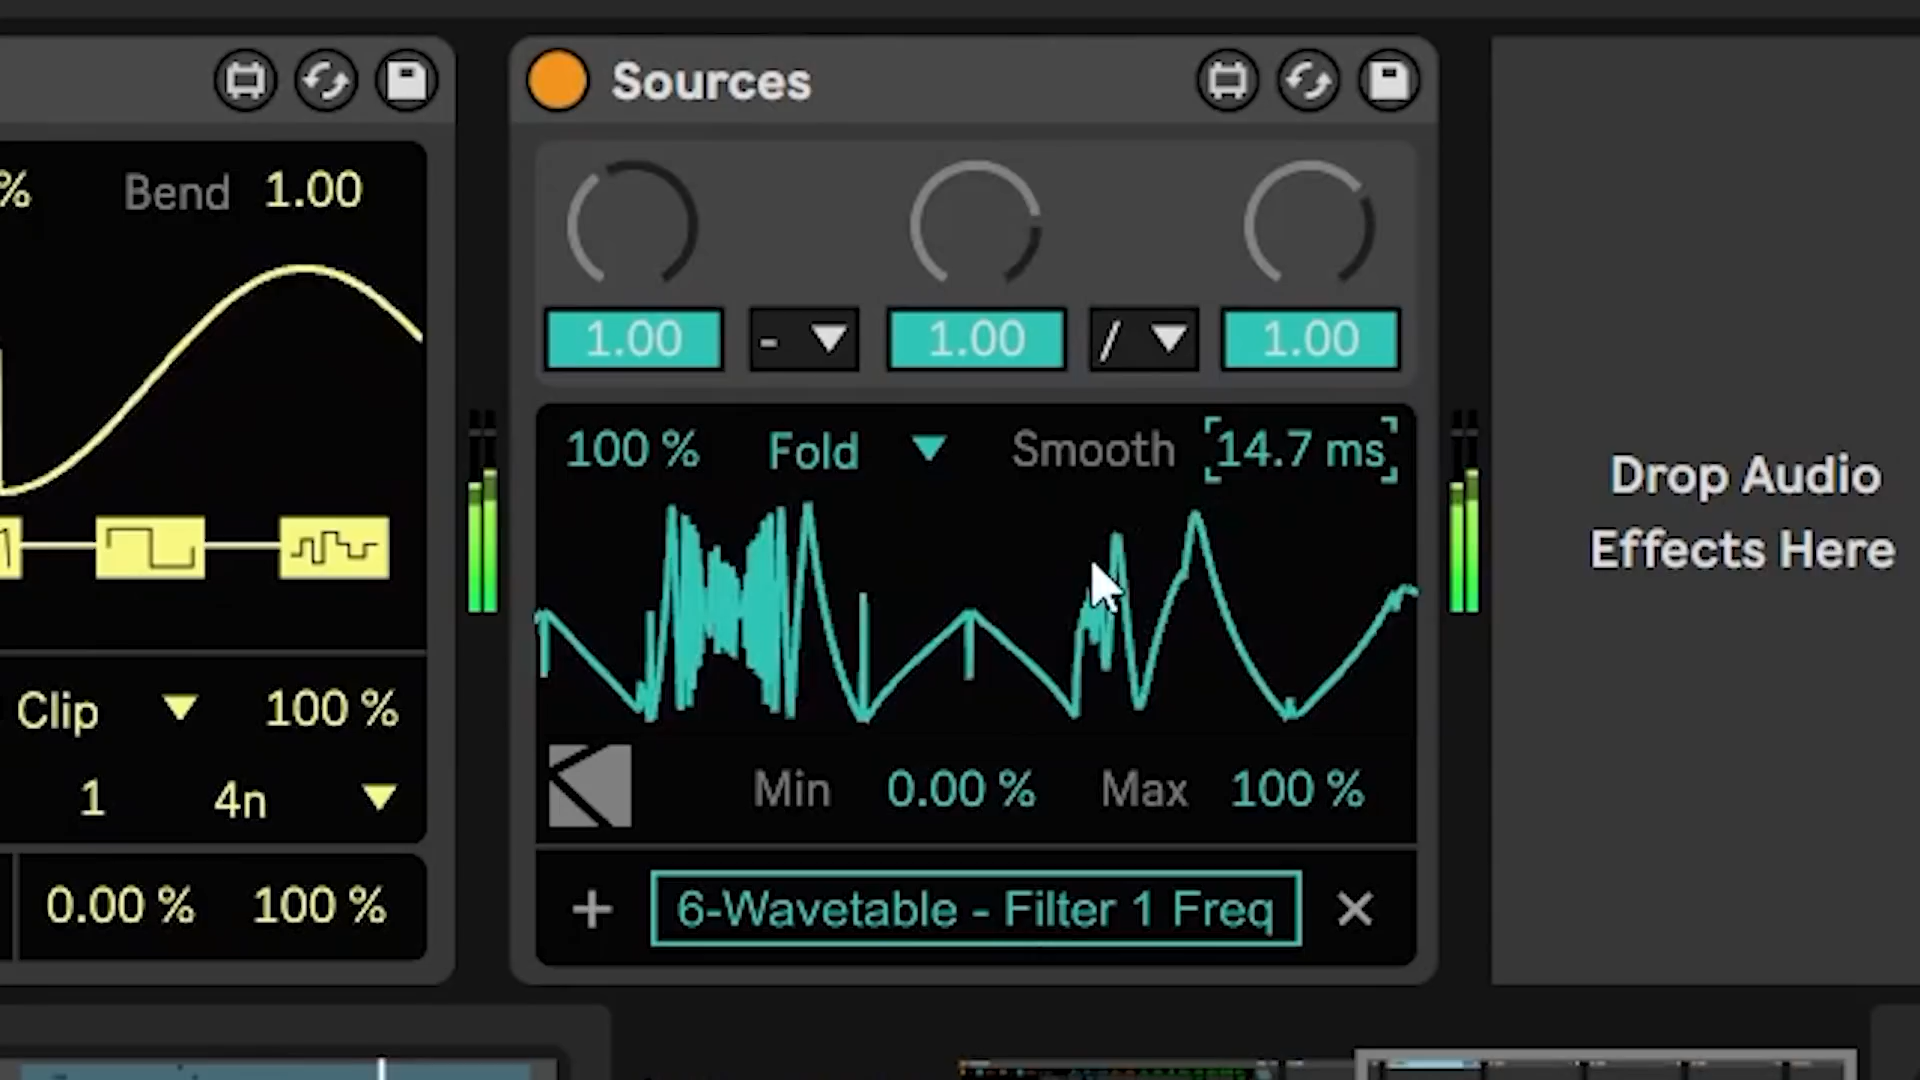 Sources
%
Bend 1.00
1.00 - 1.00 / 1.00
100 % Fold Smooth 14.7 ms
Drop Audio
Effects Here
Clip 100 %
1 4n
Min 0.00 % Max 100 %
0.00 % 100 %
+ 6-Wavetable - Filter 1 Freq ×